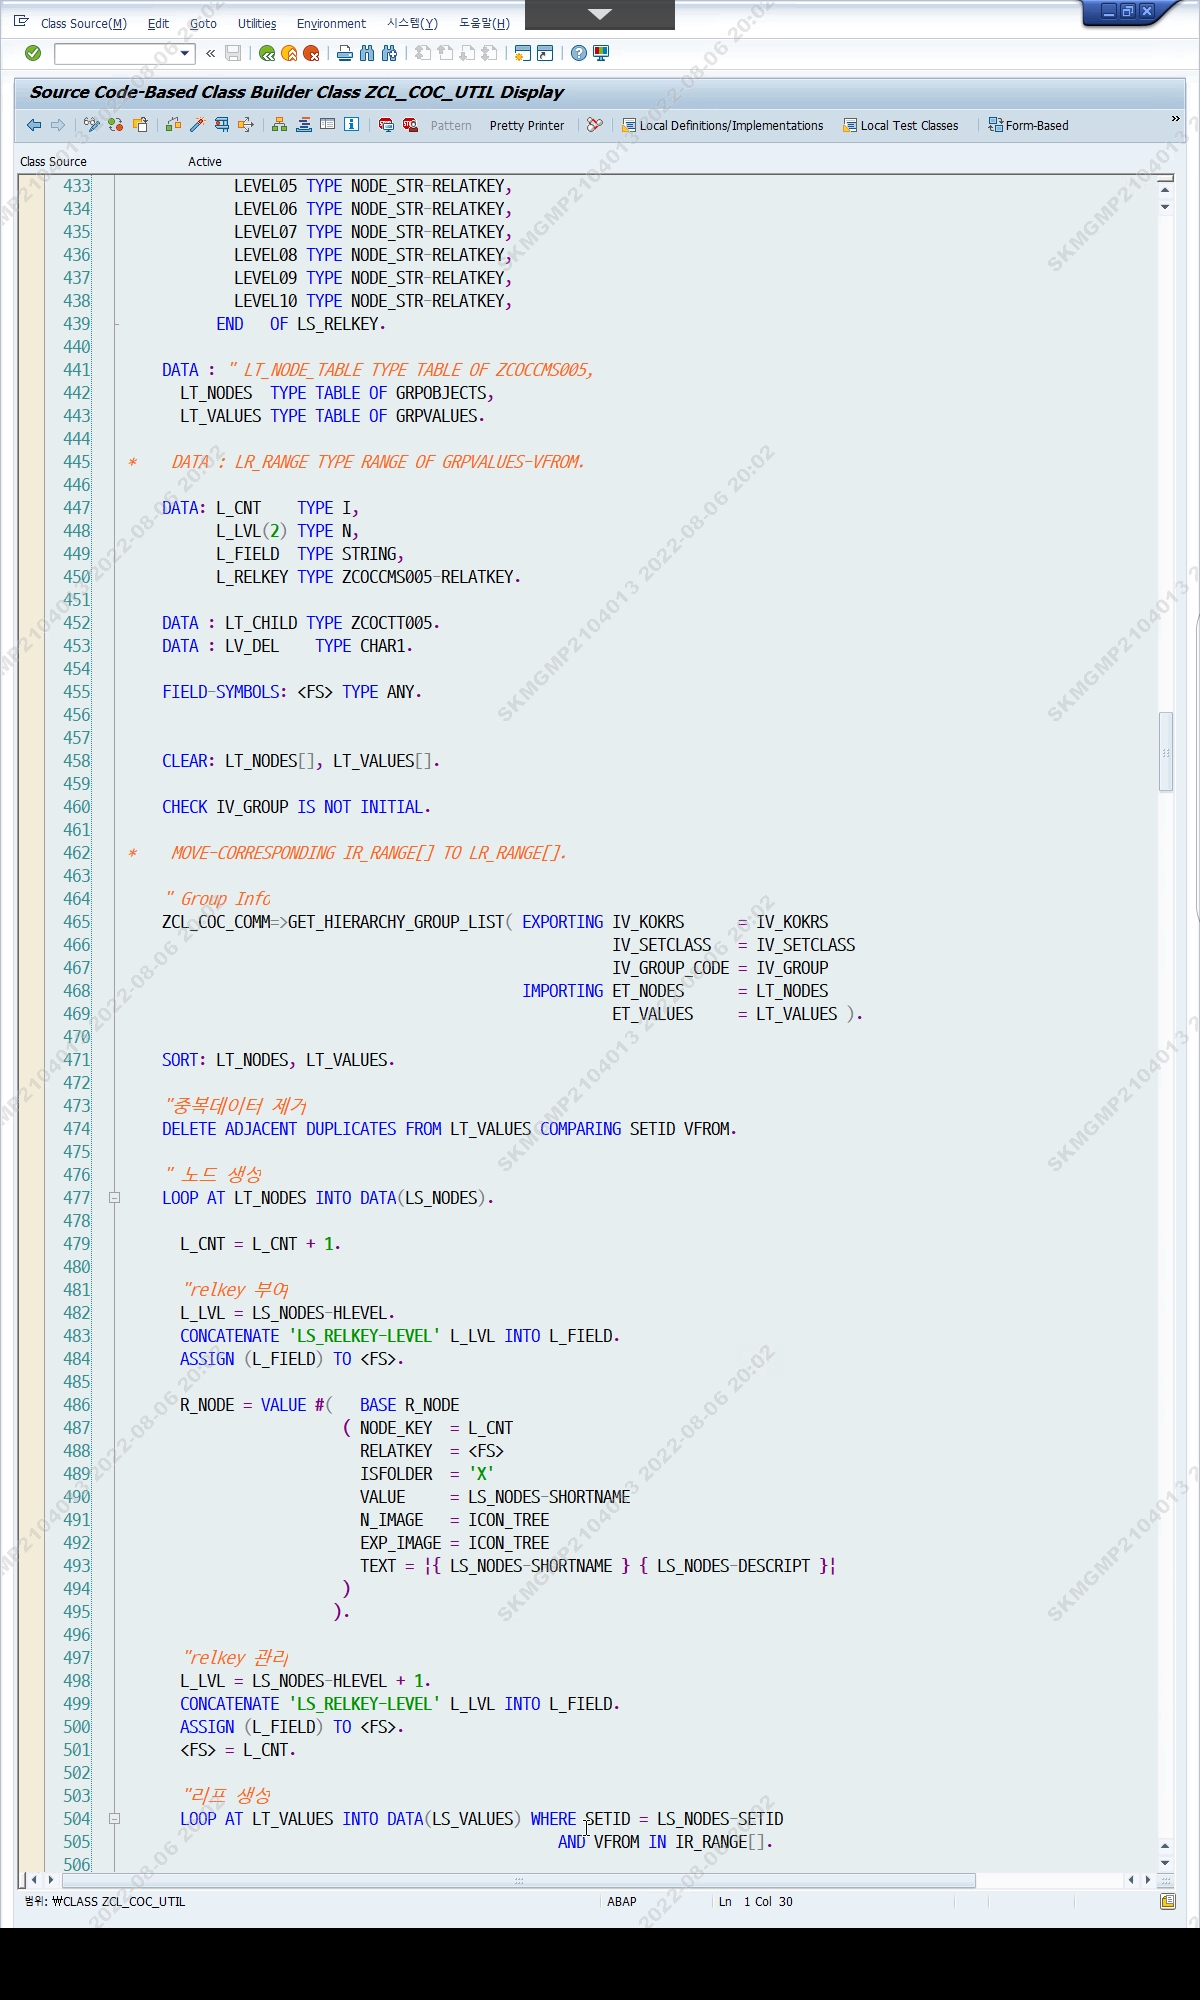 Class Source(M) Edit Goto Utilities Environment 시스템(Y) 도움말(H)
Source Code-Based Class Builder Class ZCL_COC_UTIL Display
Pattern Pretty Printer Local Definitions/Implementations Local Test Classes Form-Based
Class Source Active
433 LEVEL05 TYPE NODE_STR-RELATKEY,
434 LEVEL06 TYPE NODE_STR-RELATKEY,
435 LEVEL07 TYPE NODE_STR-RELATKEY,
436 LEVEL08 TYPE NODE_STR-RELATKEY,
437 LEVEL09 TYPE NODE_STR-RELATKEY,
438 LEVEL10 TYPE NODE_STR-RELATKEY,
439 END OF LS_RELKEY.
440
441 DATA : " LT_NODE_TABLE TYPE TABLE OF ZCOCCMS005,
442 LT_NODES TYPE TABLE OF GRPOBJECTS,
443 LT_VALUES TYPE TABLE OF GRPVALUES.
444
445 * DATA : LR_RANGE TYPE RANGE OF GRPVALUES-VFROM.
446
447 DATA: L_CNT TYPE I,
448 L_LVL(2) TYPE N,
449 L_FIELD TYPE STRING,
450 L_RELKEY TYPE ZCOCCMS005-RELATKEY.
451
452 DATA : LT_CHILD TYPE ZCOCTT005.
453 DATA : LV_DEL TYPE CHAR1.
454
455 FIELD-SYMBOLS: <FS> TYPE ANY.
456
457
458 CLEAR: LT_NODES[], LT_VALUES[].
459
460 CHECK IV_GROUP IS NOT INITIAL.
461
462 * MOVE-CORRESPONDING IR_RANGE[] TO LR_RANGE[].
463
464 " Group Info
465 ZCL_COC_COMM=>GET_HIERARCHY_GROUP_LIST( EXPORTING IV_KOKRS = IV_KOKRS
466 IV_SETCLASS = IV_SETCLASS
467 IV_GROUP_CODE = IV_GROUP
468 IMPORTING ET_NODES = LT_NODES
469 ET_VALUES = LT_VALUES ).
470
471 SORT: LT_NODES, LT_VALUES.
472
473 "중복데이터 제거
474 DELETE ADJACENT DUPLICATES FROM LT_VALUES COMPARING SETID VFROM.
475
476 " 노드 생성
477 LOOP AT LT_NODES INTO DATA(LS_NODES).
478
479 L_CNT = L_CNT + 1.
480
481 "relkey 부여
482 L_LVL = LS_NODES-HLEVEL.
483 CONCATENATE 'LS_RELKEY-LEVEL' L_LVL INTO L_FIELD.
484 ASSIGN (L_FIELD) TO <FS>.
485
486 R_NODE = VALUE #( BASE R_NODE
487 ( NODE_KEY = L_CNT
488 RELATKEY = <FS>
489 ISFOLDER = 'X'
490 VALUE = LS_NODES-SHORTNAME
491 N_IMAGE = ICON_TREE
492 EXP_IMAGE = ICON_TREE
493 TEXT = |{ LS_NODES-SHORTNAME } { LS_NODES-DESCRIPT }|
494 )
495 ).
496
497 "relkey 관리
498 L_LVL = LS_NODES-HLEVEL + 1.
499 CONCATENATE 'LS_RELKEY-LEVEL' L_LVL INTO L_FIELD.
500 ASSIGN (L_FIELD) TO <FS>.
501 <FS> = L_CNT.
502
503 "리프 생성
504 LOOP AT LT_VALUES INTO DATA(LS_VALUES) WHERE SETID = LS_NODES-SETID
505 AND VFROM IN IR_RANGE[].
506
범위: ₩CLASS ZCL_COC_UTIL ABAP Ln 1 Col 30
SKMGMP2104013 2022-08-06 20:02